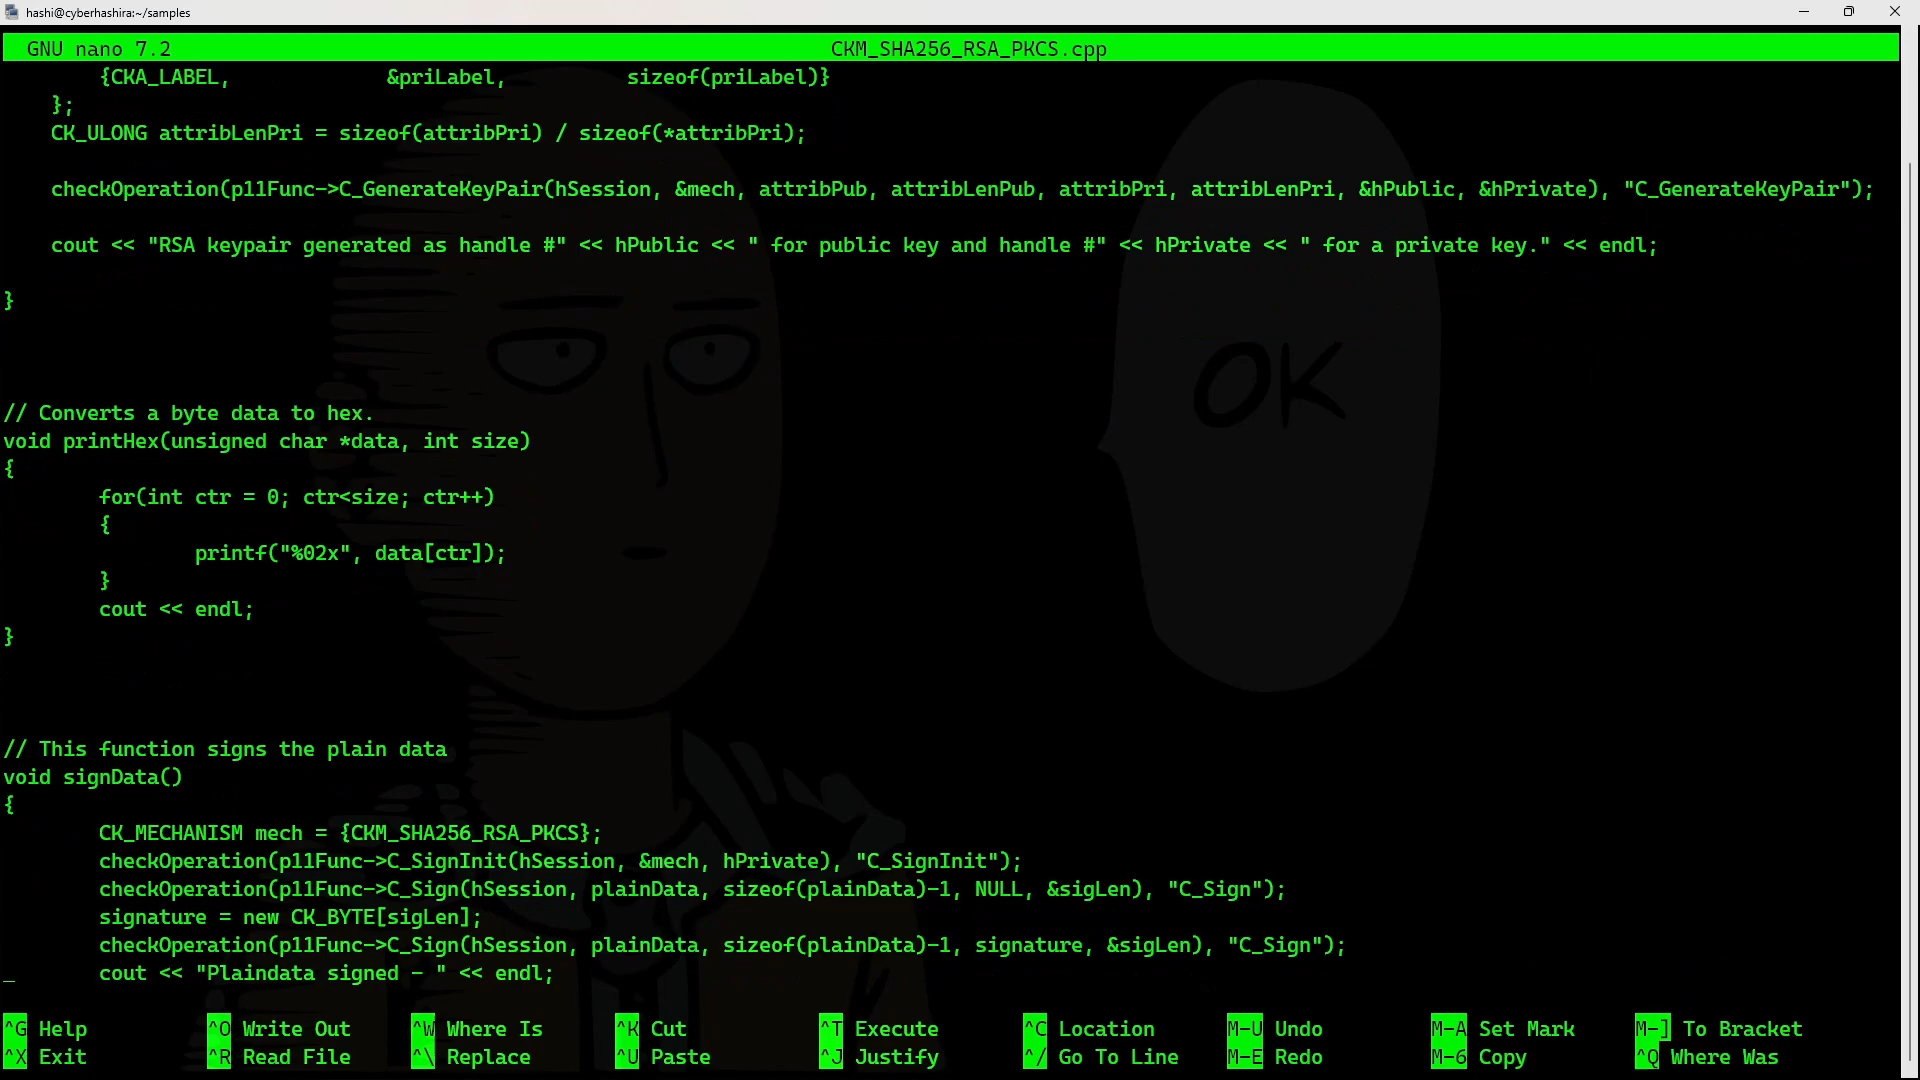 hashi@cyberhashira:~/samples
GNU nano 7.2 CKM_SHA256_RSA_PKCS.cpp
{CKA_LABEL, &priLabel, sizeof(priLabel)}
};
CK_ULONG attribLenPri = sizeof(attribPri) / sizeof(*attribPri);
checkOperation(p11Func->C_GenerateKeyPair(hSession, &mech, attribPub, attribLenPub, attribPri, attribLenPri, &hPublic, &hPrivate), "C_GenerateKeyPair");
cout << "RSA keypair generated as handle #" << hPublic << " for public key and handle #" << hPrivate << " for a private key." << endl;
}
OK
// Converts a byte data to hex.
void printHex(unsigned char *data, int size)
{
for(int ctr = 0; ctr<size; ctr++)
{
printf("%02x", data[ctr]);
}
cout << endl;
}
// This function signs the plain data
void signData()
{
CK_MECHANISM mech = {CKM_SHA256_RSA_PKCS};
checkOperation(p11Func->C_SignInit(hSession, &mech, hPrivate), "C_SignInit");
checkOperation(p11Func->C_Sign(hSession, plainData, sizeof(plainData)-1, NULL, &sigLen), "C_Sign");
signature = new CK_BYTE[sigLen];
checkOperation(p11Func->C_Sign(hSession, plainData, sizeof(plainData)-1, signature, &sigLen), "C_Sign");
cout << "Plaindata signed - " << endl;
^G Help ^O Write Out ^W Where Is ^K Cut ^T Execute ^C Location M-U Undo M-A Set Mark M-] To Bracket
^X Exit ^R Read File ^\ Replace ^U Paste ^J Justify ^/ Go To Line M-E Redo M-6 Copy ^Q Where Was